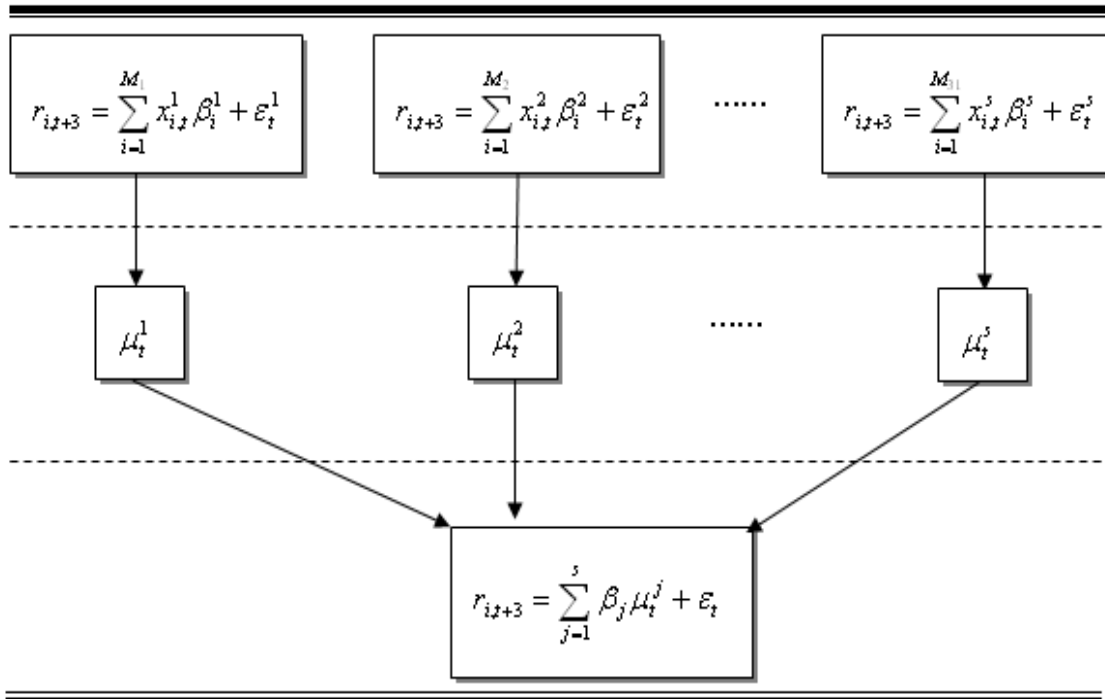 $r_{i,t+3} = \sum_{i=1}^{M_1} x_{i,t}^1 \beta_i^1 + \varepsilon_t^1$
$r_{i,t+3} = \sum_{i=1}^{M_2} x_{i,t}^2 \beta_i^2 + \varepsilon_t^2$
......
$r_{i,t+3} = \sum_{i=1}^{M_{31}} x_{i,t}^s \beta_i^s + \varepsilon_t^s$
$\mu_t^1$
$\mu_t^2$
......
$\mu_t^s$
$r_{i,t+3} = \sum_{j=1}^{s} \beta_j \mu_t^j + \varepsilon_t$